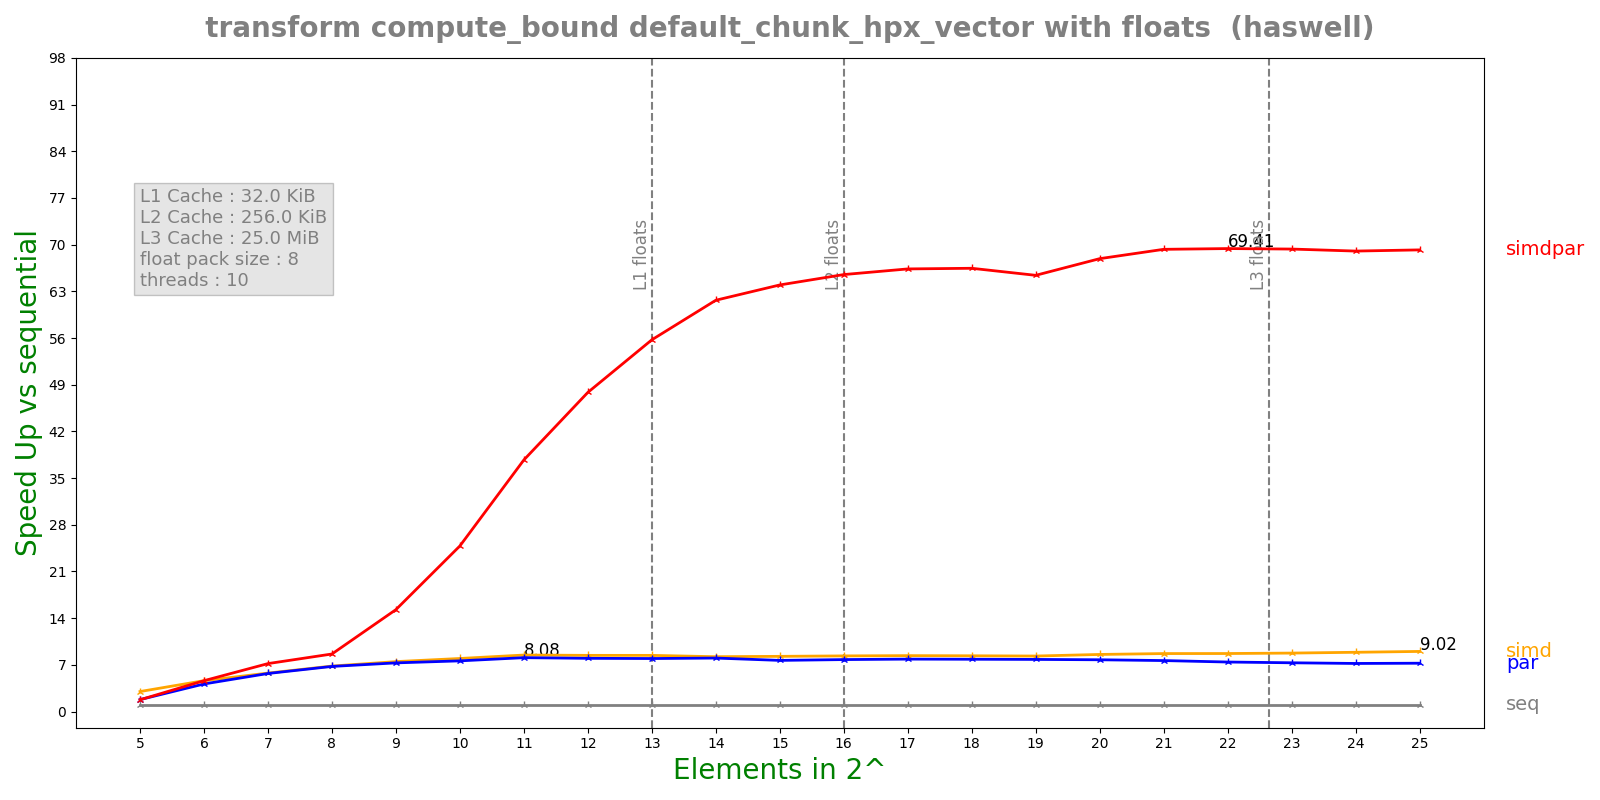 transform compute_bound default_chunk_hpx_vector with floats  (haswell)
98
91
84
77
70
63
56
49
42
35
28
21
14
7
0
Speed Up vs sequential
L1 Cache : 32.0 KiB
L2 Cache : 256.0 KiB
L3 Cache : 25.0 MiB
float pack size : 8
threads : 10
L1 floats
L2 floats
L3 floats
69.41
8.08
9.02
simdpar
simd
par
seq
5 6 7 8 9 10 11 12 13 14 15 16 17 18 19 20 21 22 23 24 25
Elements in 2^